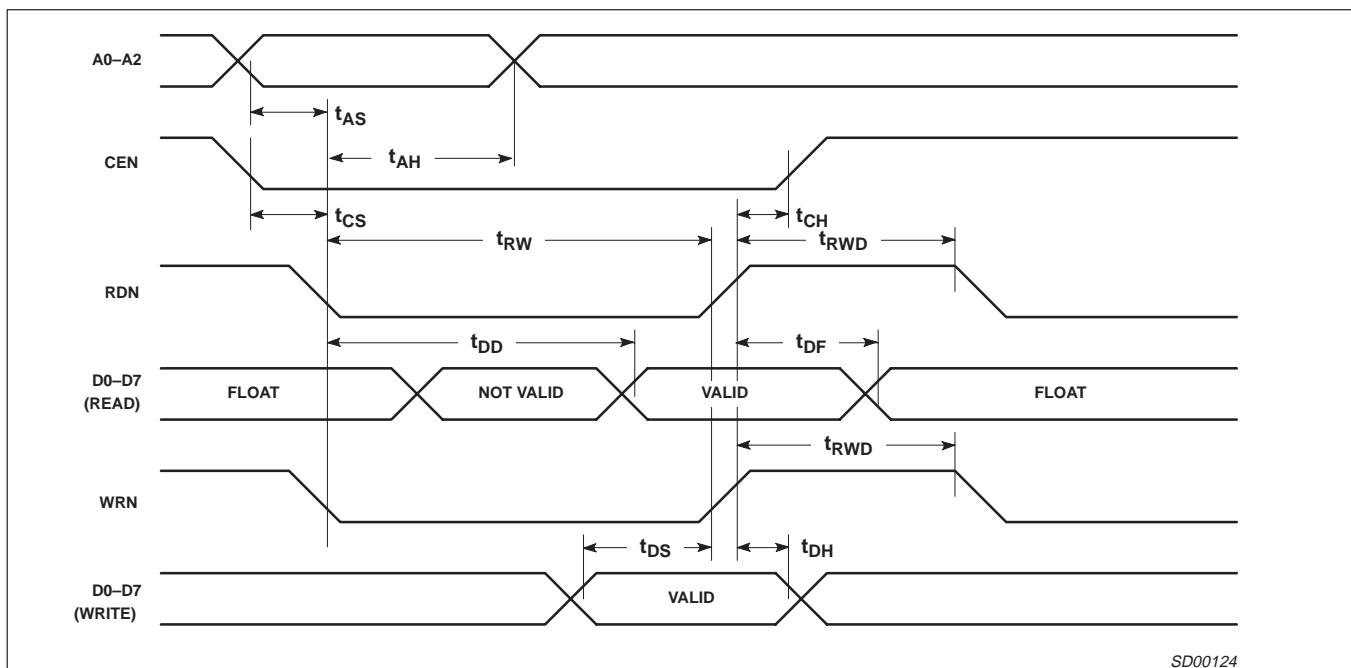 A0–A2
tAS
CEN
tAH
tCS
tCH
tRW
tRWD
RDN
tDD
tDF
D0–D7
(READ)
FLOAT
NOT VALID
VALID
FLOAT
tRWD
WRN
tDS
tDH
D0–D7
(WRITE)
VALID
SD00124